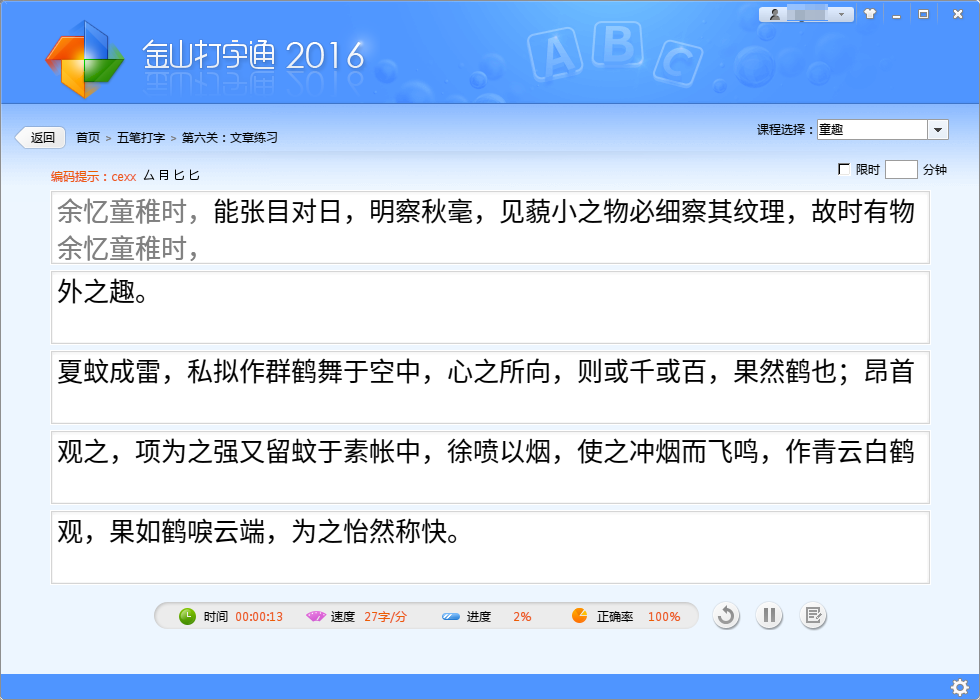 金山打字通 2016
A B C
返回 首页 > 五笔打字 > 第六关：文章练习
课程选择：童趣
限时 分钟
编码提示：cexx 厶月匕匕
余忆童稚时，能张目对日，明察秋毫，见藐小之物必细察其纹理，故时有物
余忆童稚时，
外之趣。
夏蚊成雷，私拟作群鹤舞于空中，心之所向，则或千或百，果然鹤也；昂首
观之，项为之强又留蚊于素帐中，徐喷以烟，使之冲烟而飞鸣，作青云白鹤
观，果如鹤唳云端，为之怡然称快。
时间 00:00:13 速度 27字/分 进度 2% 正确率 100%